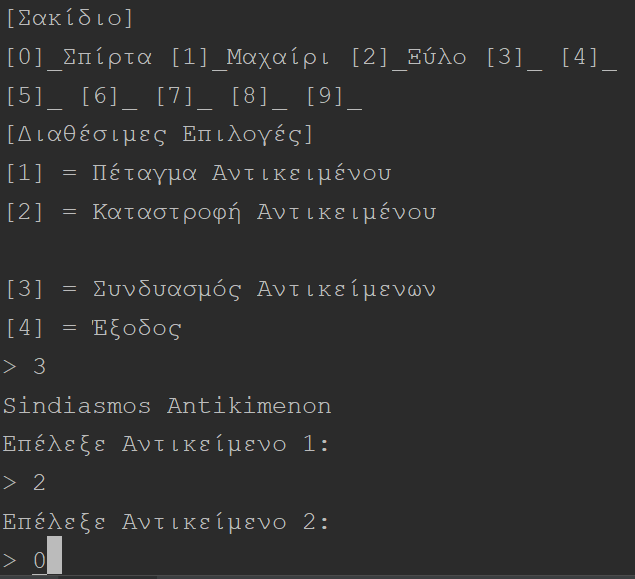 [Σακίδιο]
[0]_Σπίρτα [1]_Μαχαίρι [2]_Ξύλο [3]_ [4]_
[5]_ [6]_ [7]_ [8]_ [9]_
[Διαθέσιμες Επιλογές]
[1] = Πέταγμα Αντικειμένου
[2] = Καταστροφή Αντικειμένου
[3] = Συνδυασμός Αντικείμενων
[4] = Έξοδος
> 3
Sindiasmos Antikimenon
Επέλεξε Αντικείμενο 1:
> 2
Επέλεξε Αντικείμενο 2:
> 0